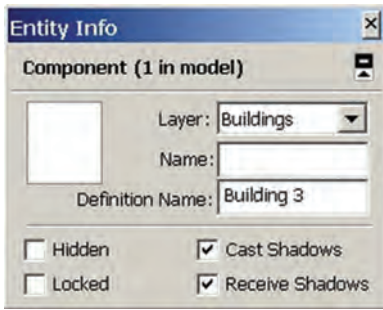 Entity Info
Component (1 in model)
Layer: Buildings
Name:
Definition Name: Building 3
Hidden Cast Shadows
Locked Receive Shadows